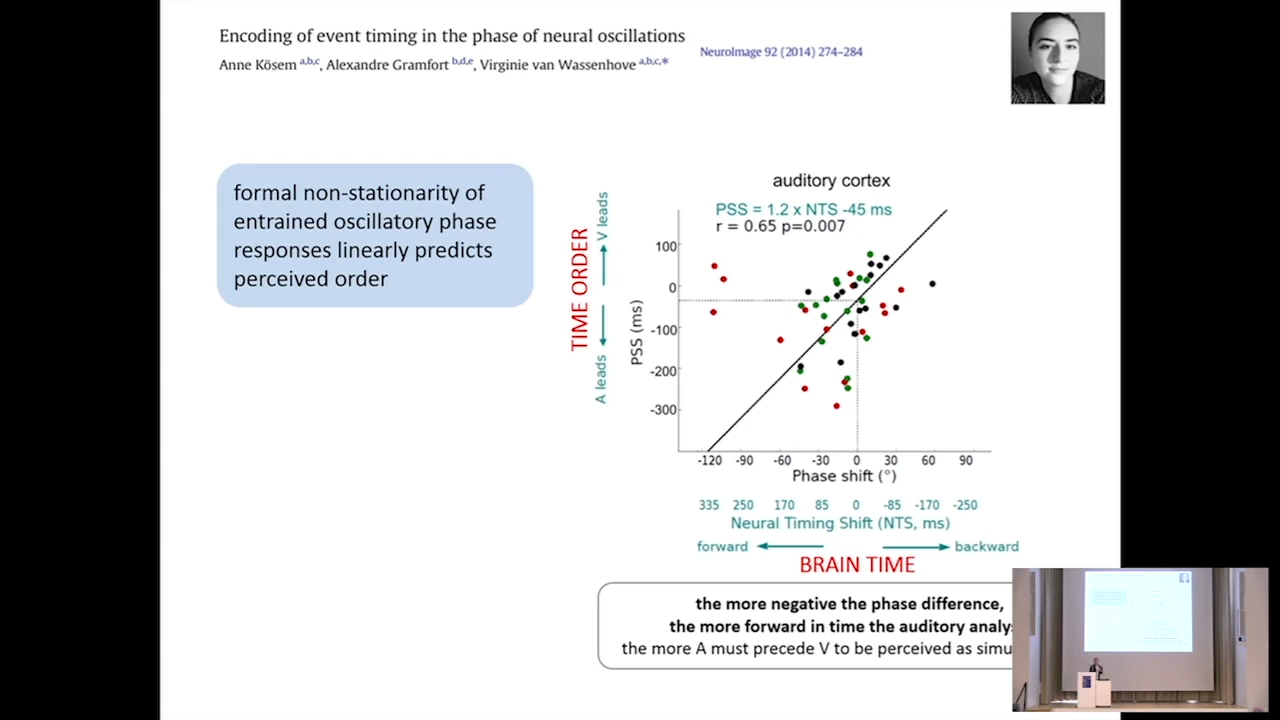 Encoding of event timing in the phase of neural oscillations
NeuroImage 92 (2014) 274–284
Anne Kösem a,b,c, Alexandre Gramfort b,d,e, Virginie van Wassenhove a,b,c,*
formal non-stationarity of
entrained oscillatory phase
responses linearly predicts
perceived order
auditory cortex
PSS = 1.2 x NTS -45 ms
r = 0.65 p=0.007
TIME ORDER
V leads
A leads
PSS (ms)
100
0
-100
-200
-300
-120 -90 -60 -30 0 30 60 90
Phase shift (°)
335 250 170 85 0 -85 -170 -250
Neural Timing Shift (NTS, ms)
forward backward
BRAIN TIME
the more negative the phase difference,
the more forward in time the auditory
the more A must precede V to be perceived as